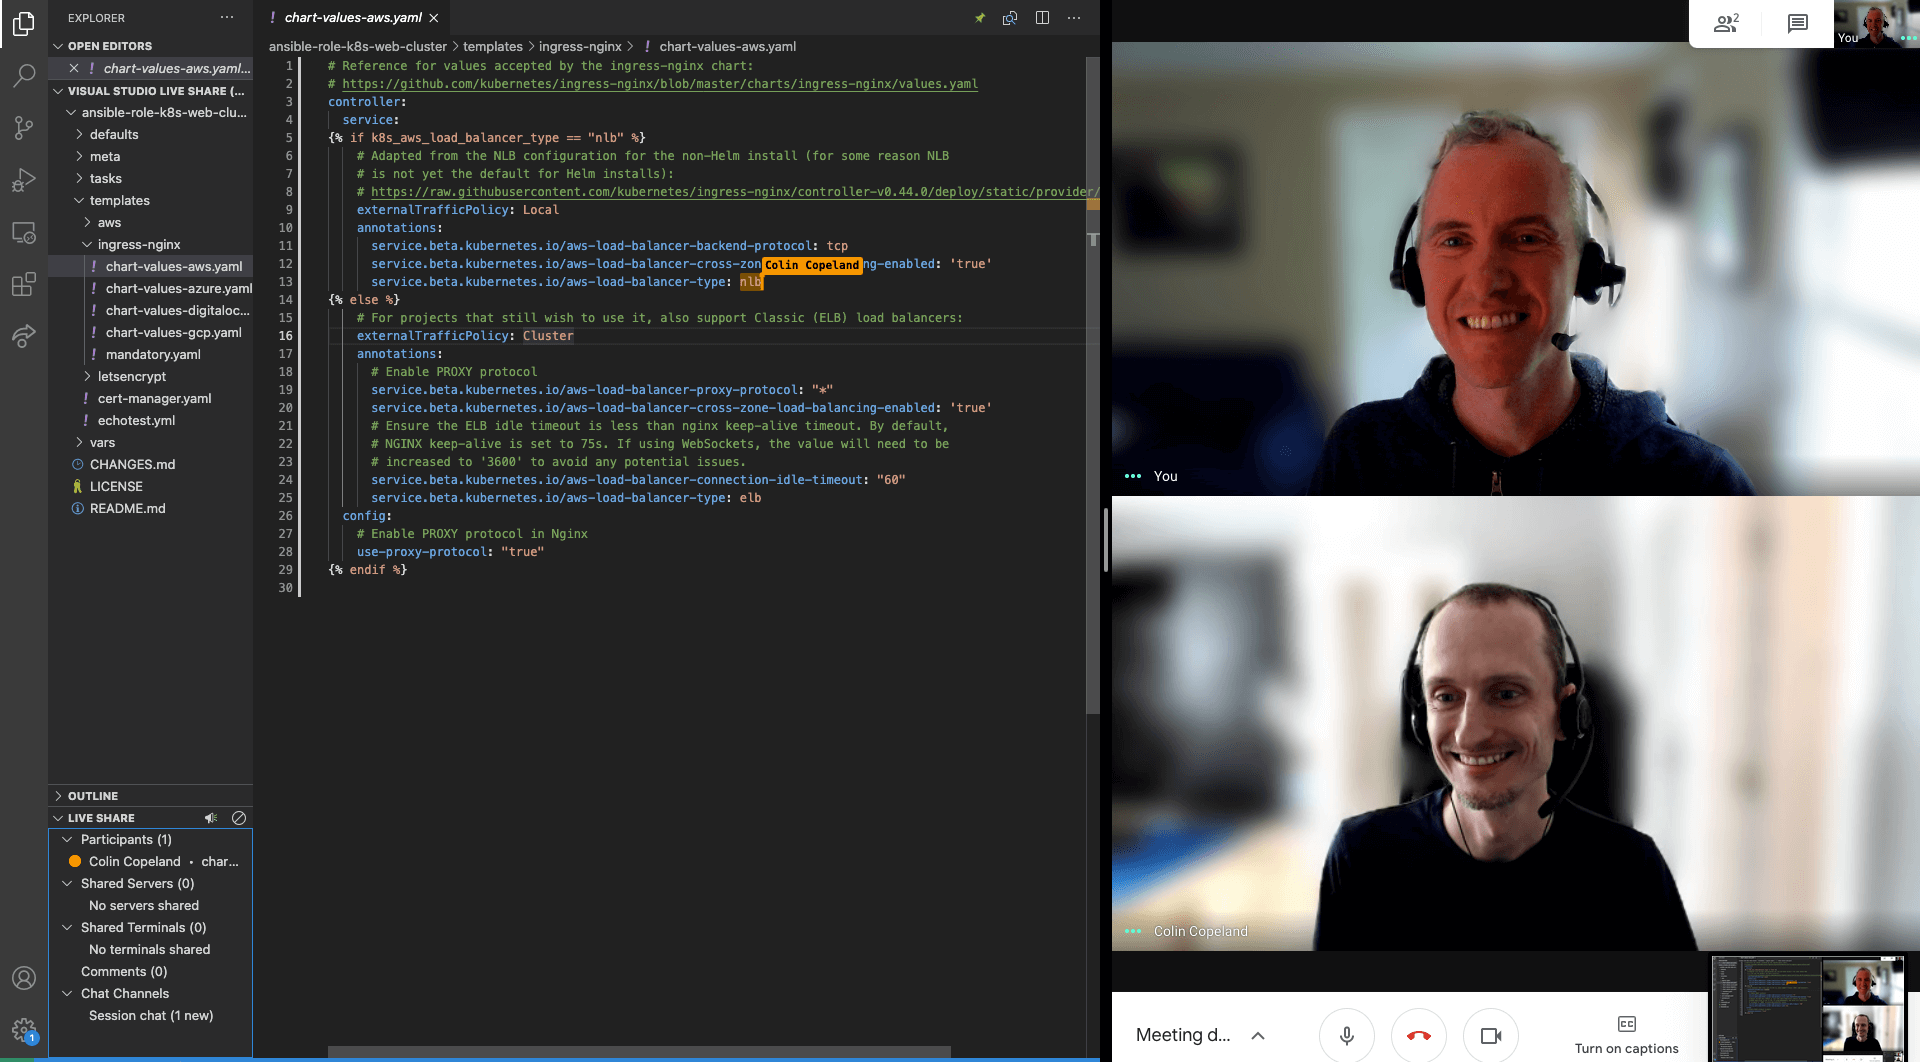 EXPLORER
OPEN EDITORS
chart-values-aws.yaml...
VISUAL STUDIO LIVE SHARE (...
ansible-role-k8s-web-clu...
defaults
meta
tasks
templates
aws
ingress-nginx
chart-values-aws.yaml
chart-values-azure.yaml
chart-values-digitaloc...
chart-values-gcp.yaml
mandatory.yaml
letsencrypt
cert-manager.yaml
echotest.yml
vars
CHANGES.md
LICENSE
README.md
OUTLINE
LIVE SHARE
Participants (1)
Colin Copeland • char...
Shared Servers (0)
No servers shared
Shared Terminals (0)
No terminals shared
Comments (0)
Chat Channels
Session chat (1 new)
1
! chart-values-aws.yaml
ansible-role-k8s-web-cluster > templates > ingress-nginx > ! chart-values-aws.yaml
1 # Reference for values accepted by the ingress-nginx chart:
2 # https://github.com/kubernetes/ingress-nginx/blob/master/charts/ingress-nginx/values.yaml
3 controller:
4 service:
5 {% if k8s_aws_load_balancer_type == "nlb" %}
6 # Adapted from the NLB configuration for the non-Helm install (for some reason NLB
7 # is not yet the default for Helm installs):
8 # https://raw.githubusercontent.com/kubernetes/ingress-nginx/controller-v0.44.0/deploy/static/provider/
9 externalTrafficPolicy: Local
10 annotations:
11 service.beta.kubernetes.io/aws-load-balancer-backend-protocol: tcp
12 service.beta.kubernetes.io/aws-load-balancer-cross-zon Colin Copeland ng-enabled: 'true'
13 service.beta.kubernetes.io/aws-load-balancer-type: nlb
14 {% else %}
15 # For projects that still wish to use it, also support Classic (ELB) load balancers:
16 externalTrafficPolicy: Cluster
17 annotations:
18 # Enable PROXY protocol
19 service.beta.kubernetes.io/aws-load-balancer-proxy-protocol: "*"
20 service.beta.kubernetes.io/aws-load-balancer-cross-zone-load-balancing-enabled: 'true'
21 # Ensure the ELB idle timeout is less than nginx keep-alive timeout. By default,
22 # NGINX keep-alive is set to 75s. If using WebSockets, the value will need to be
23 # increased to '3600' to avoid any potential issues.
24 service.beta.kubernetes.io/aws-load-balancer-connection-idle-timeout: "60"
25 service.beta.kubernetes.io/aws-load-balancer-type: elb
26 config:
27 # Enable PROXY protocol in Nginx
28 use-proxy-protocol: "true"
29 {% endif %}
30
2
You
You
Colin Copeland
Meeting d...
Turn on captions